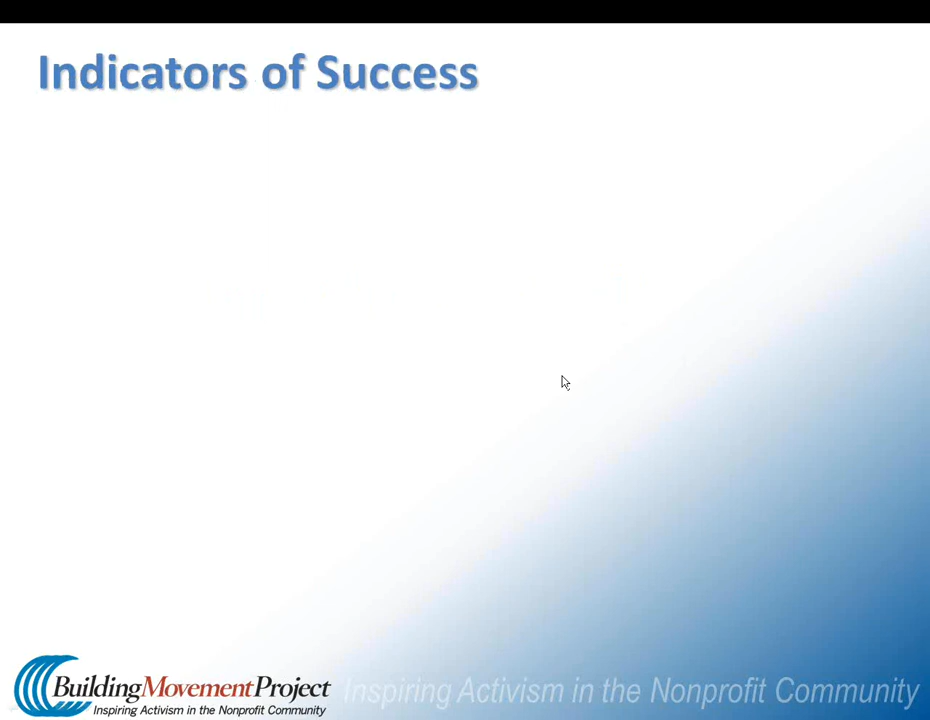 Indicators of Success
BuildingMovementProject
Inspiring Activism in the Nonprofit Community
Inspiring Activism in the Nonprofit Community